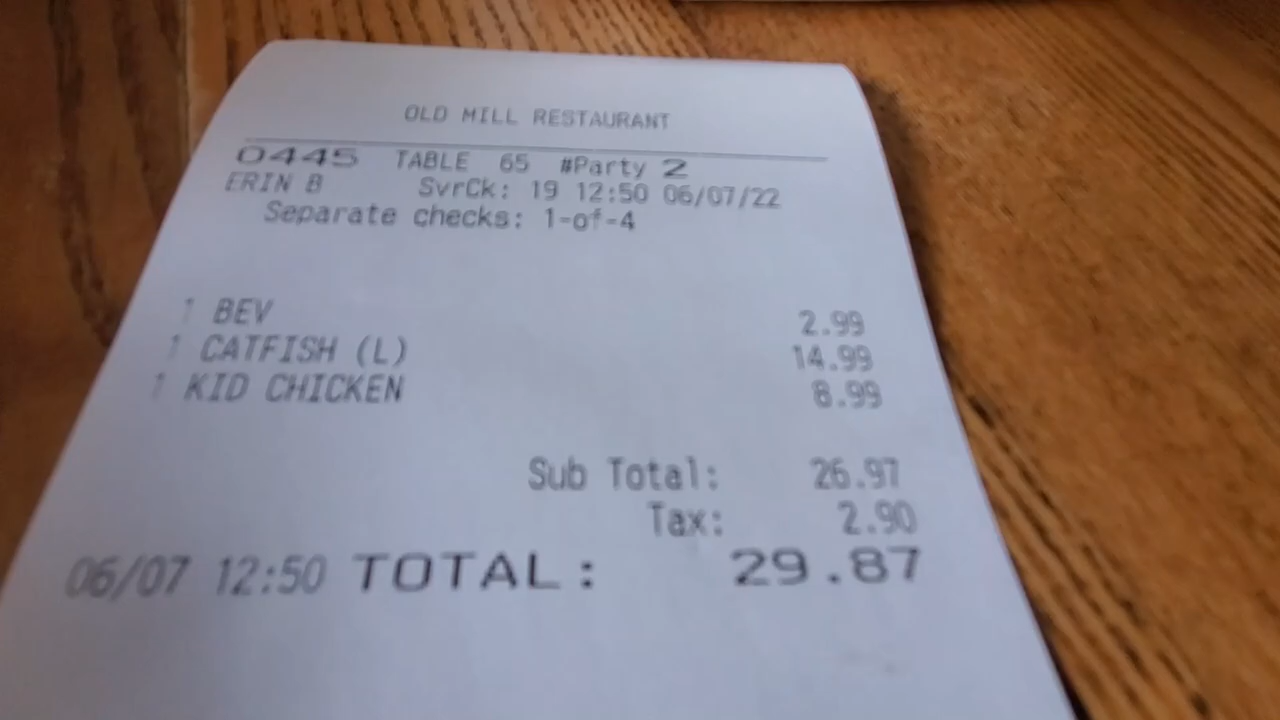 OLD MILL RESTAURANT
0445 TABLE 65 #Party 2
ERIN B SvrCk: 19 12:50 06/07/22
Separate checks: 1-of-4
1 BEV 2.99
1 CATFISH (L) 14.99
1 KID CHICKEN 8.99
Sub Total: 26.97
Tax: 2.90
06/07 12:50 TOTAL: 29.87